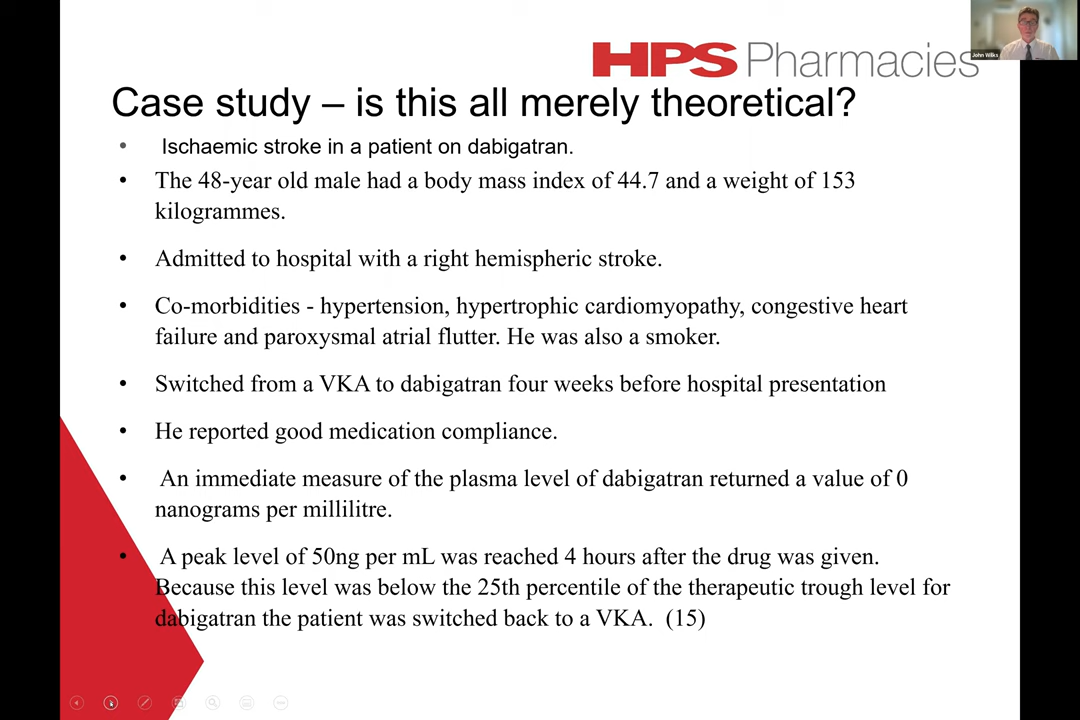 John Wilks
HPS Pharmacies
Case study – is this all merely theoretical?
• Ischaemic stroke in a patient on dabigatran.
• The 48-year old male had a body mass index of 44.7 and a weight of 153
kilogrammes.
• Admitted to hospital with a right hemispheric stroke.
• Co-morbidities - hypertension, hypertrophic cardiomyopathy, congestive heart
failure and paroxysmal atrial flutter. He was also a smoker.
• Switched from a VKA to dabigatran four weeks before hospital presentation
• He reported good medication compliance.
• An immediate measure of the plasma level of dabigatran returned a value of 0
nanograms per millilitre.
• A peak level of 50ng per mL was reached 4 hours after the drug was given.
Because this level was below the 25th percentile of the therapeutic trough level for
dabigatran the patient was switched back to a VKA. (15)